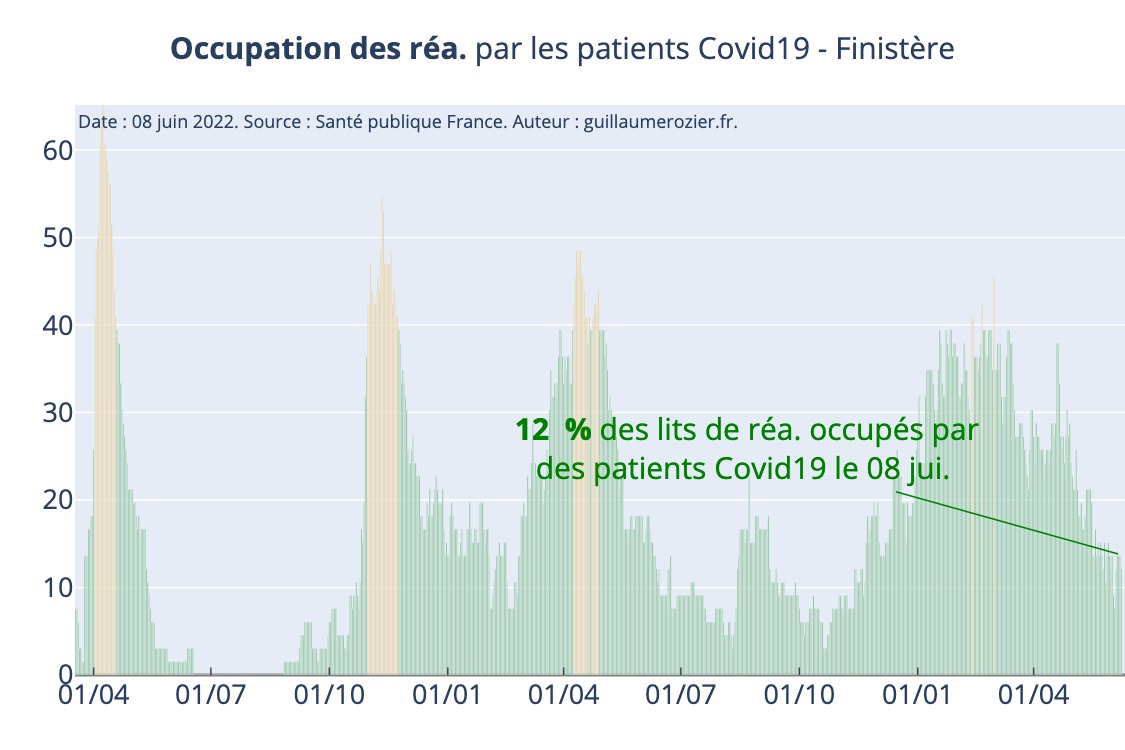 Occupation des réa. par les patients Covid19 - Finistère
Date : 08 juin 2022. Source : Santé publique France. Auteur : guillaumerozier.fr.
60
50
40
30
20
10
0
12 % des lits de réa. occupés par
des patients Covid19 le 08 jui.
01/04 01/07 01/10 01/01 01/04 01/07 01/10 01/01 01/04